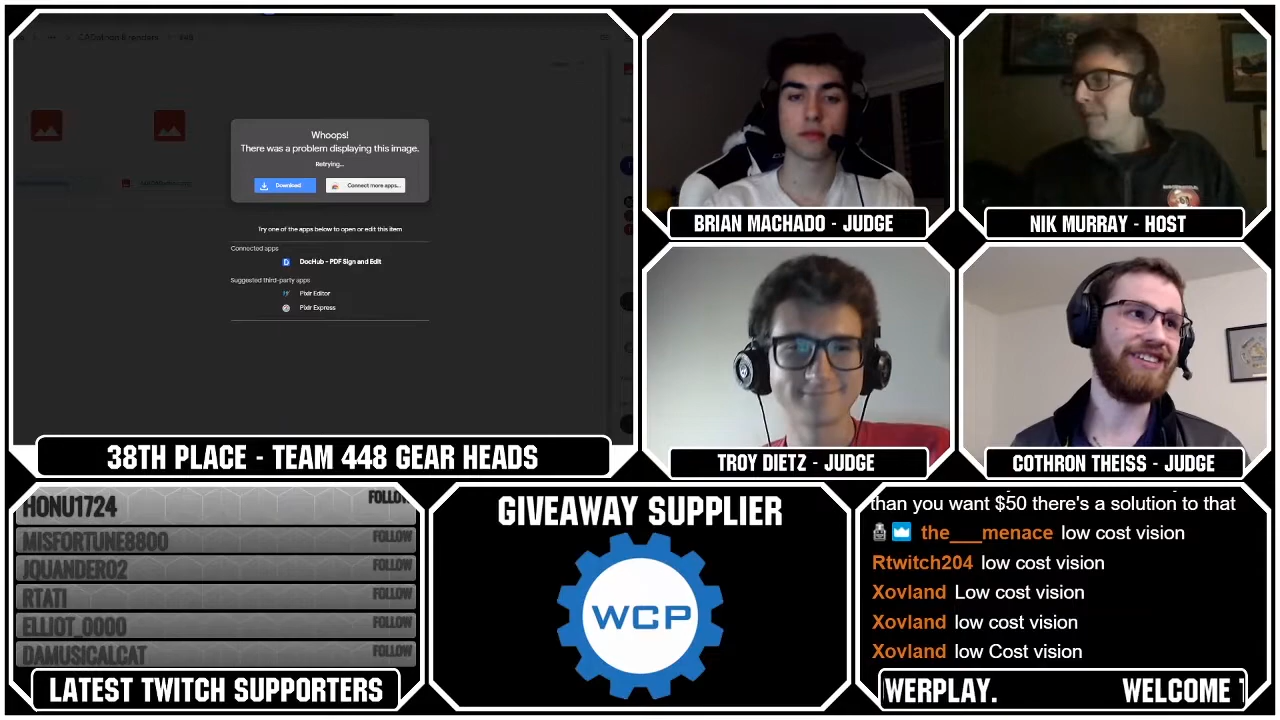 Whoops!
There was a problem displaying this image.
Retrying...
Download
Connect more apps...
Try one of the apps below to open or edit this item
Connected apps
DocHub - PDF Sign and Edit
Suggested third-party apps
Pixlr Editor
Pixlr Express
38TH PLACE - TEAM 448 GEAR HEADS
BRIAN MACHADO - JUDGE
NIK MURRAY - HOST
TROY DIETZ - JUDGE
COTHRON THEISS - JUDGE
HONU1724 FOLLOW
MISFORTUNE8800 FOLLOW
JQUANDER02 FOLLOW
RTATI FOLLOW
ELLIOT_0000 FOLLOW
DAMUSICALCAT FOLLOW
LATEST TWITCH SUPPORTERS
GIVEAWAY SUPPLIER
WCP
than you want $50 there's a solution to that
the___menace low cost vision
Rtwitch204 low cost vision
Xovland Low cost vision
Xovland low cost vision
Xovland low Cost vision
WERPLAY. WELCOME